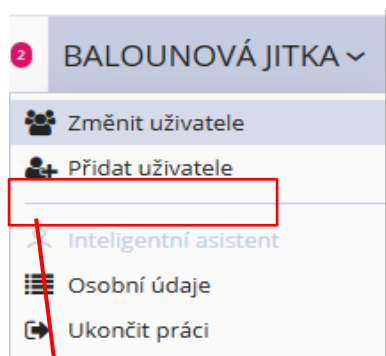 2 BALOUNOVÁ JITKA
Změnit uživatele
Přidat uživatele
Inteligentní asistent
Osobní údaje
Ukončit práci